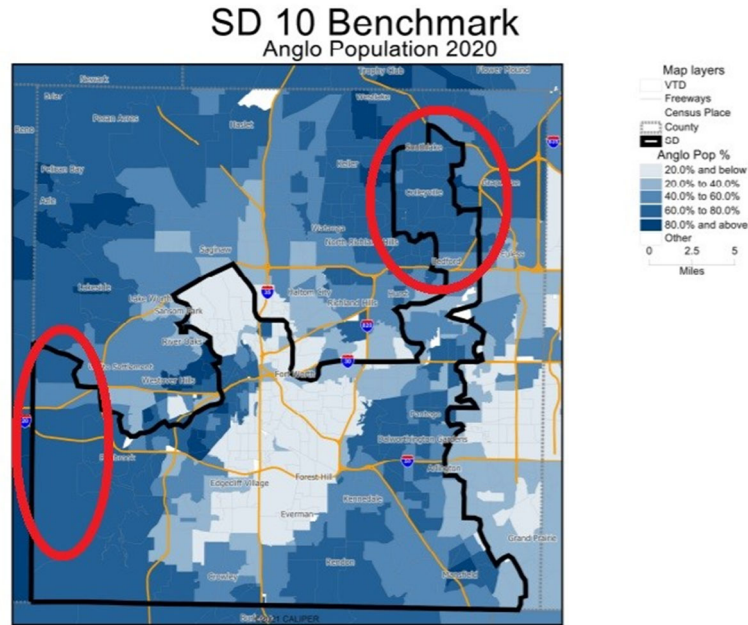 SD 10 Benchmark
Anglo Population 2020
Newark
Trophy Club
Flower Mound
Briar
Westlake
Pecan Acres
Haslet
Reno
Southlake
Keller
Pelican Bay
Colleyville
Azle
Watauga
North Richland Hills
Saginaw
Bedford
Euless
Lakeside
Haltom City
Lake Worth
Richland Hills
Hurst
Sansom Park
River Oaks
Fort Worth
Westover Hills
Pantego
Dalworthington Gardens
Arlington
Forest Hill
Edgecliff Village
Kennedale
Everman
Grand Prairie
Rendon
Crowley
Mansfield
CALIPER
Map layers
VTD
Freeways
Census Place
County
SD
Anglo Pop %
20.0% and below
20.0% to 40.0%
40.0% to 60.0%
60.0% to 80.0%
80.0% and above
Other
0 2.5 5
Miles